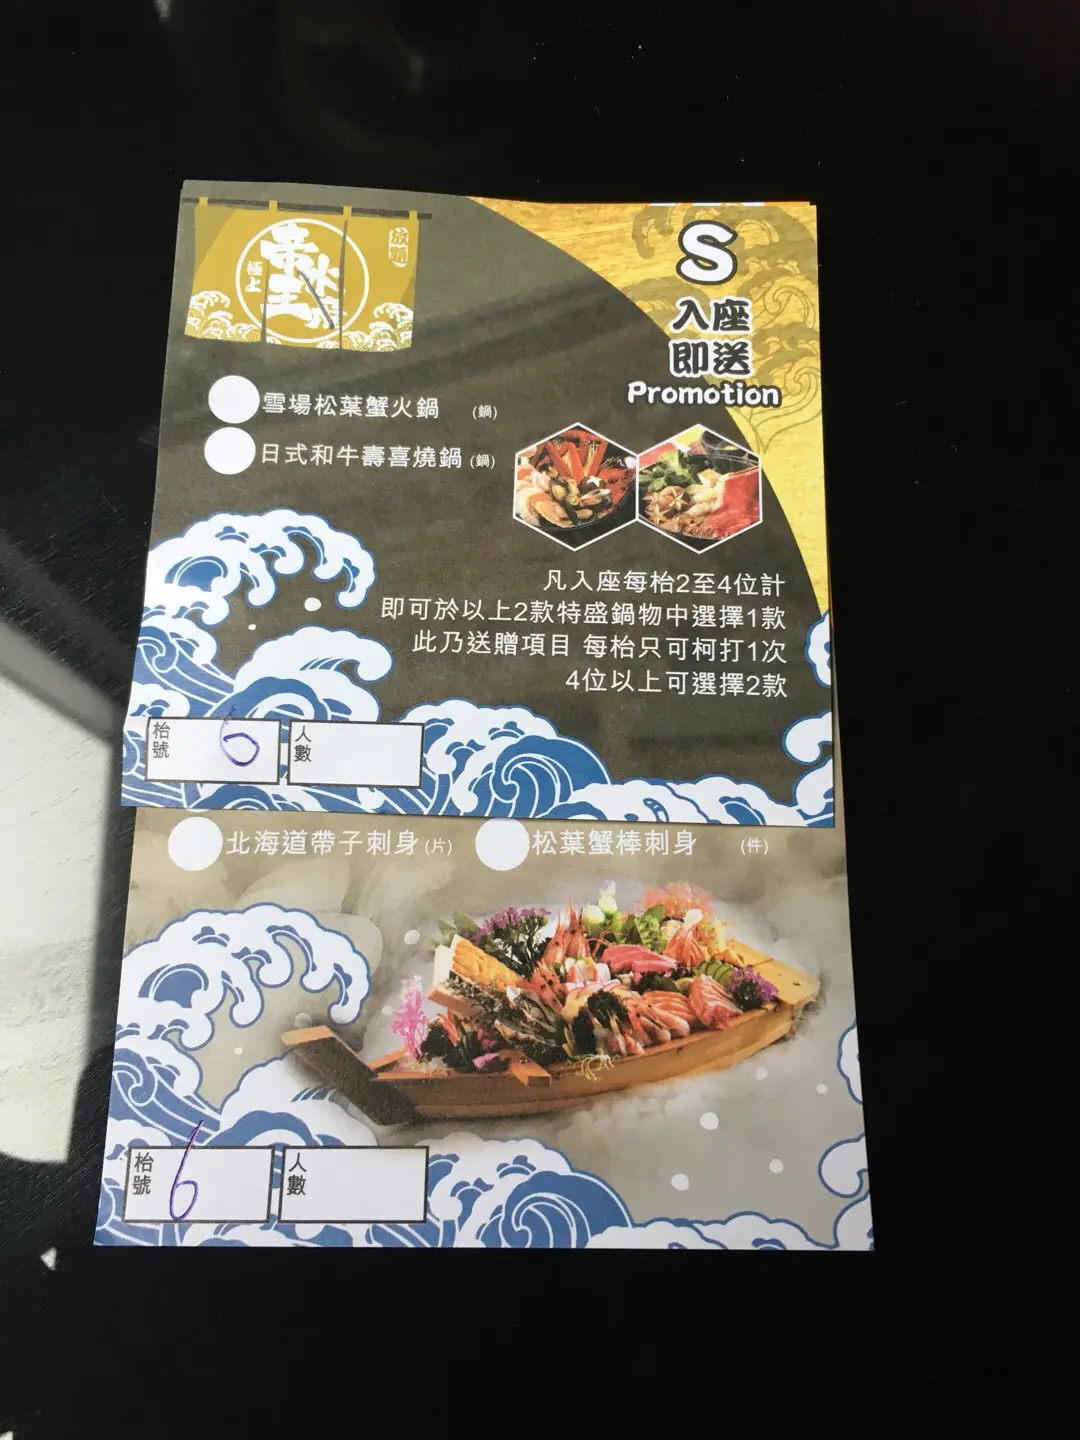 極上
帝王
放題
S
入座
即送
Promotion
雪場松葉蟹火鍋 (鍋)
日式和牛壽喜燒鍋 (鍋)
凡入座每枱2至4位計
即可於以上2款特盛鍋物中選擇1款
此乃送贈項目 每枱只可柯打1次
4位以上可選擇2款
枱號 6 人數
北海道帶子刺身 (片) 松葉蟹棒刺身 (件)
枱號 6 人數